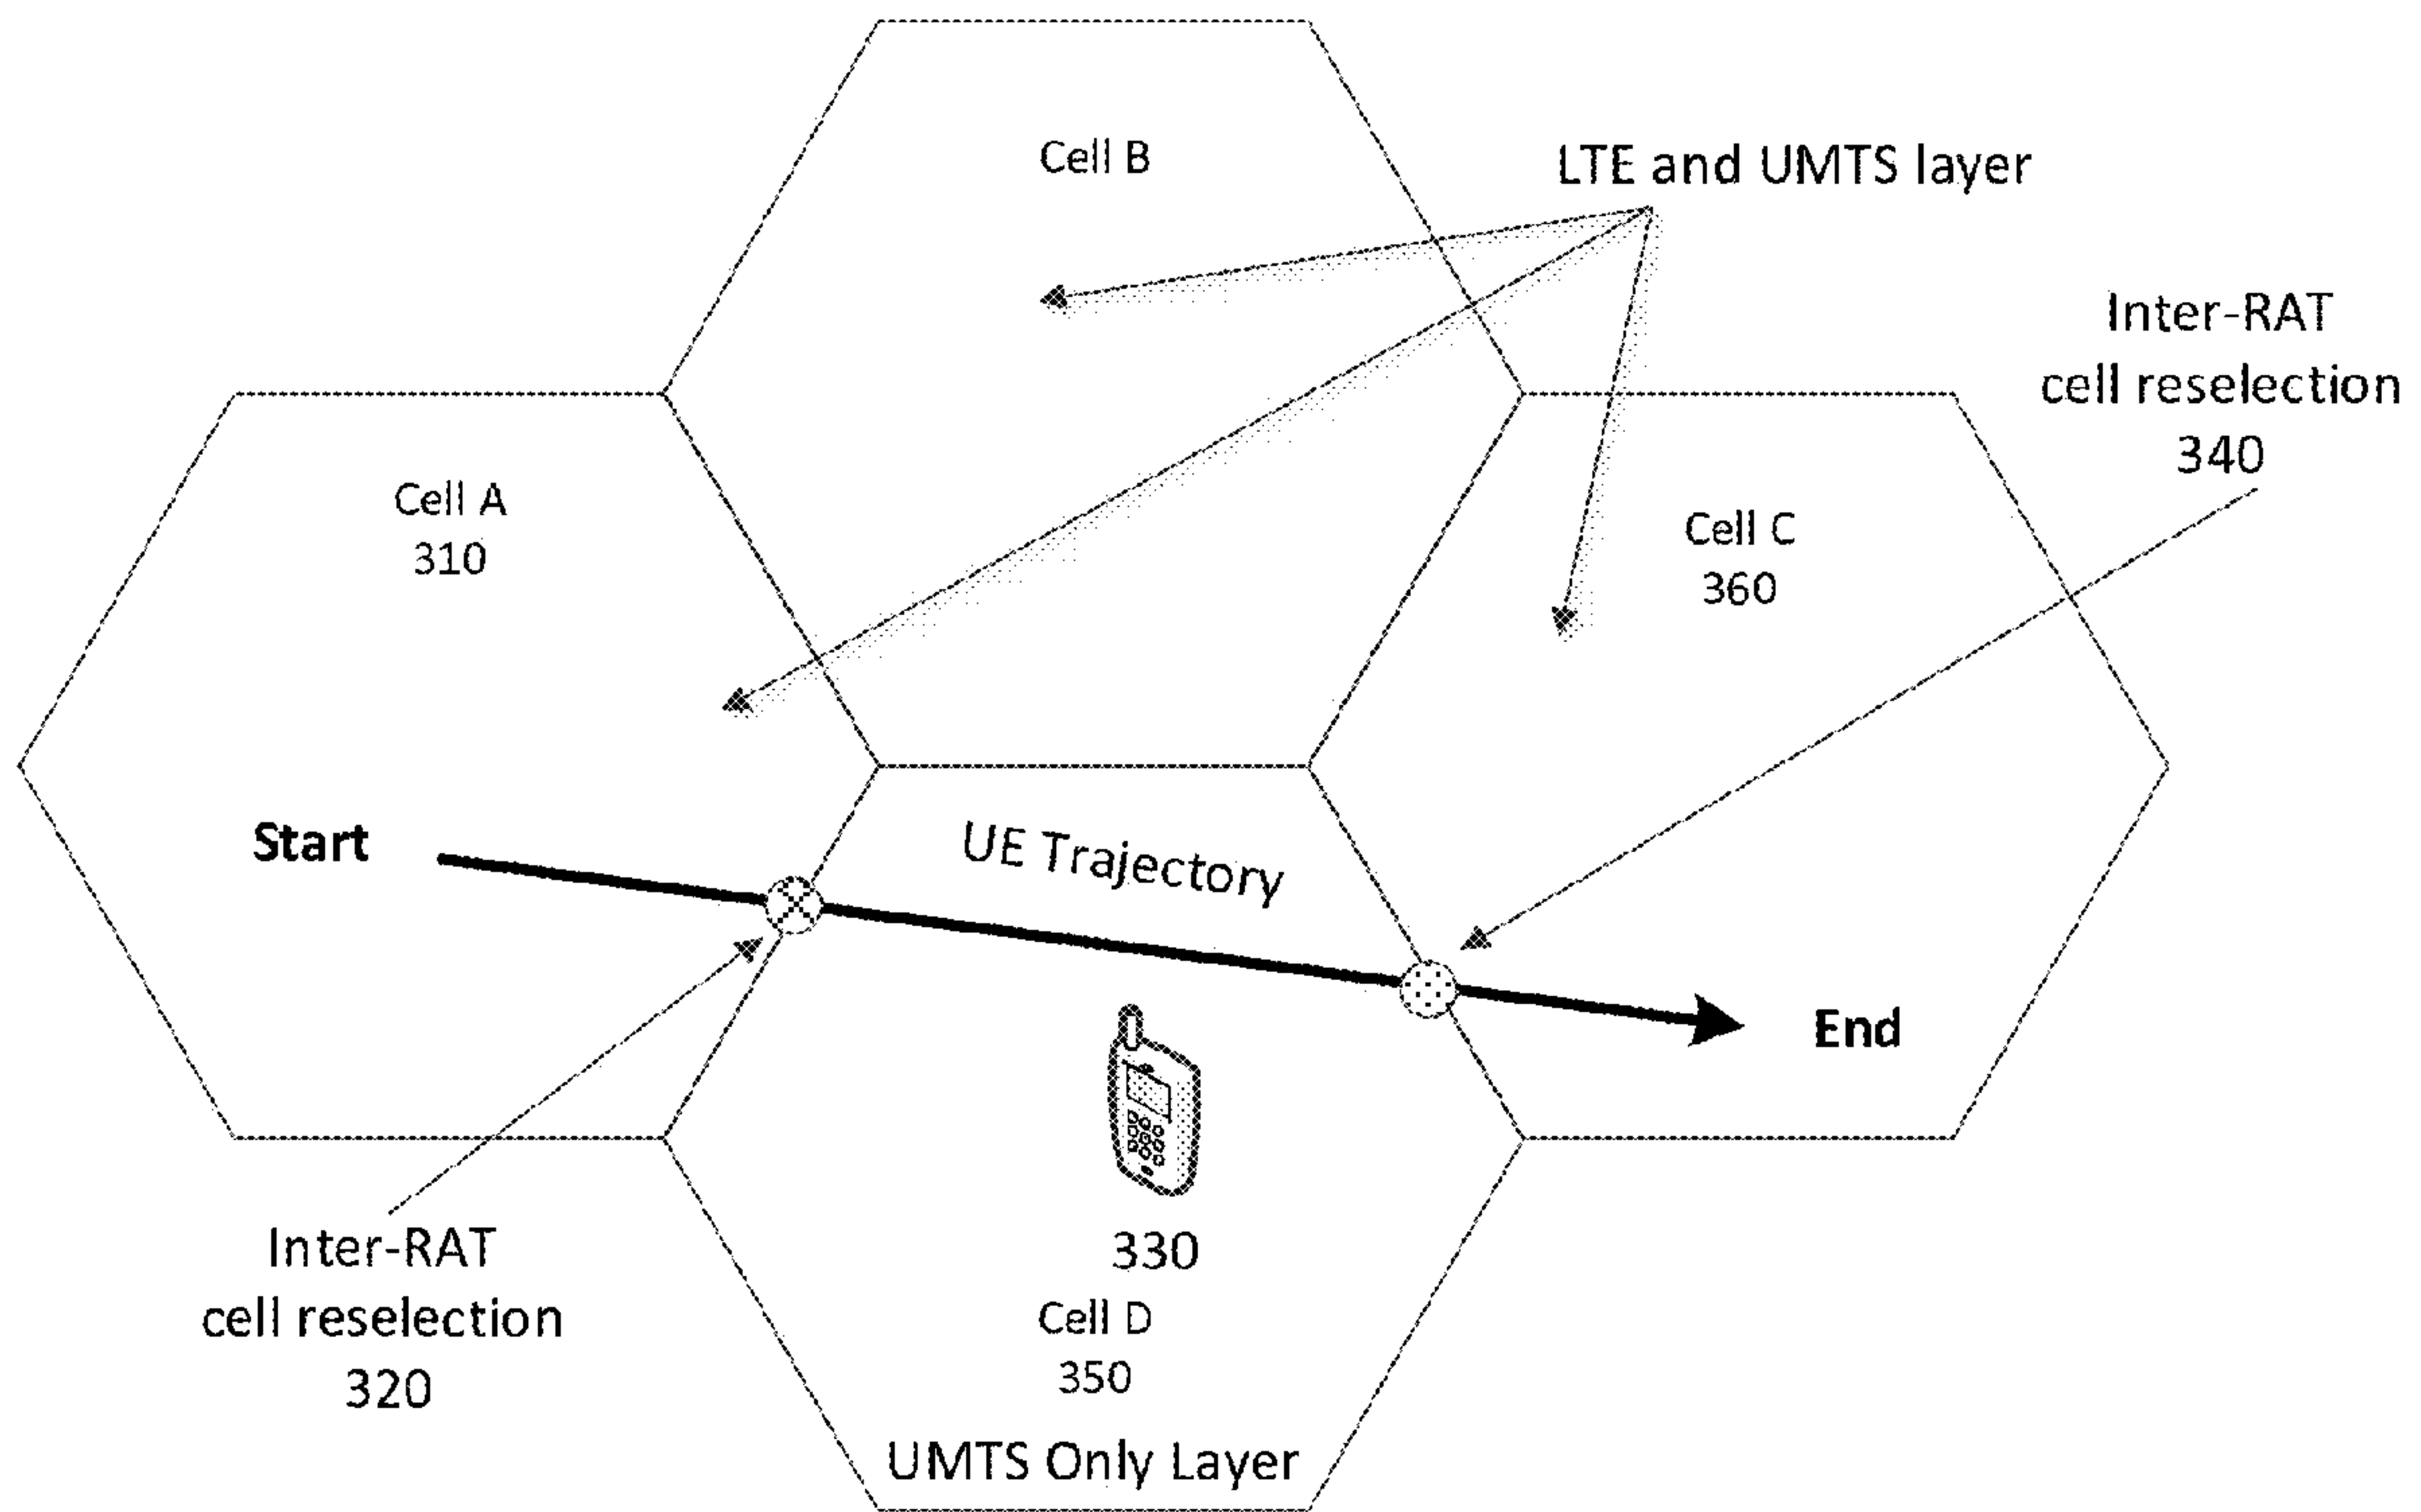 Cell B
LTE and UMTS layer
Inter-RAT
cell reselection
340
Cell A
310
Cell C
360
Start
UE Trajectory
End
330
Inter-RAT
cell reselection
320
Cell D
350
UMTS Only Layer